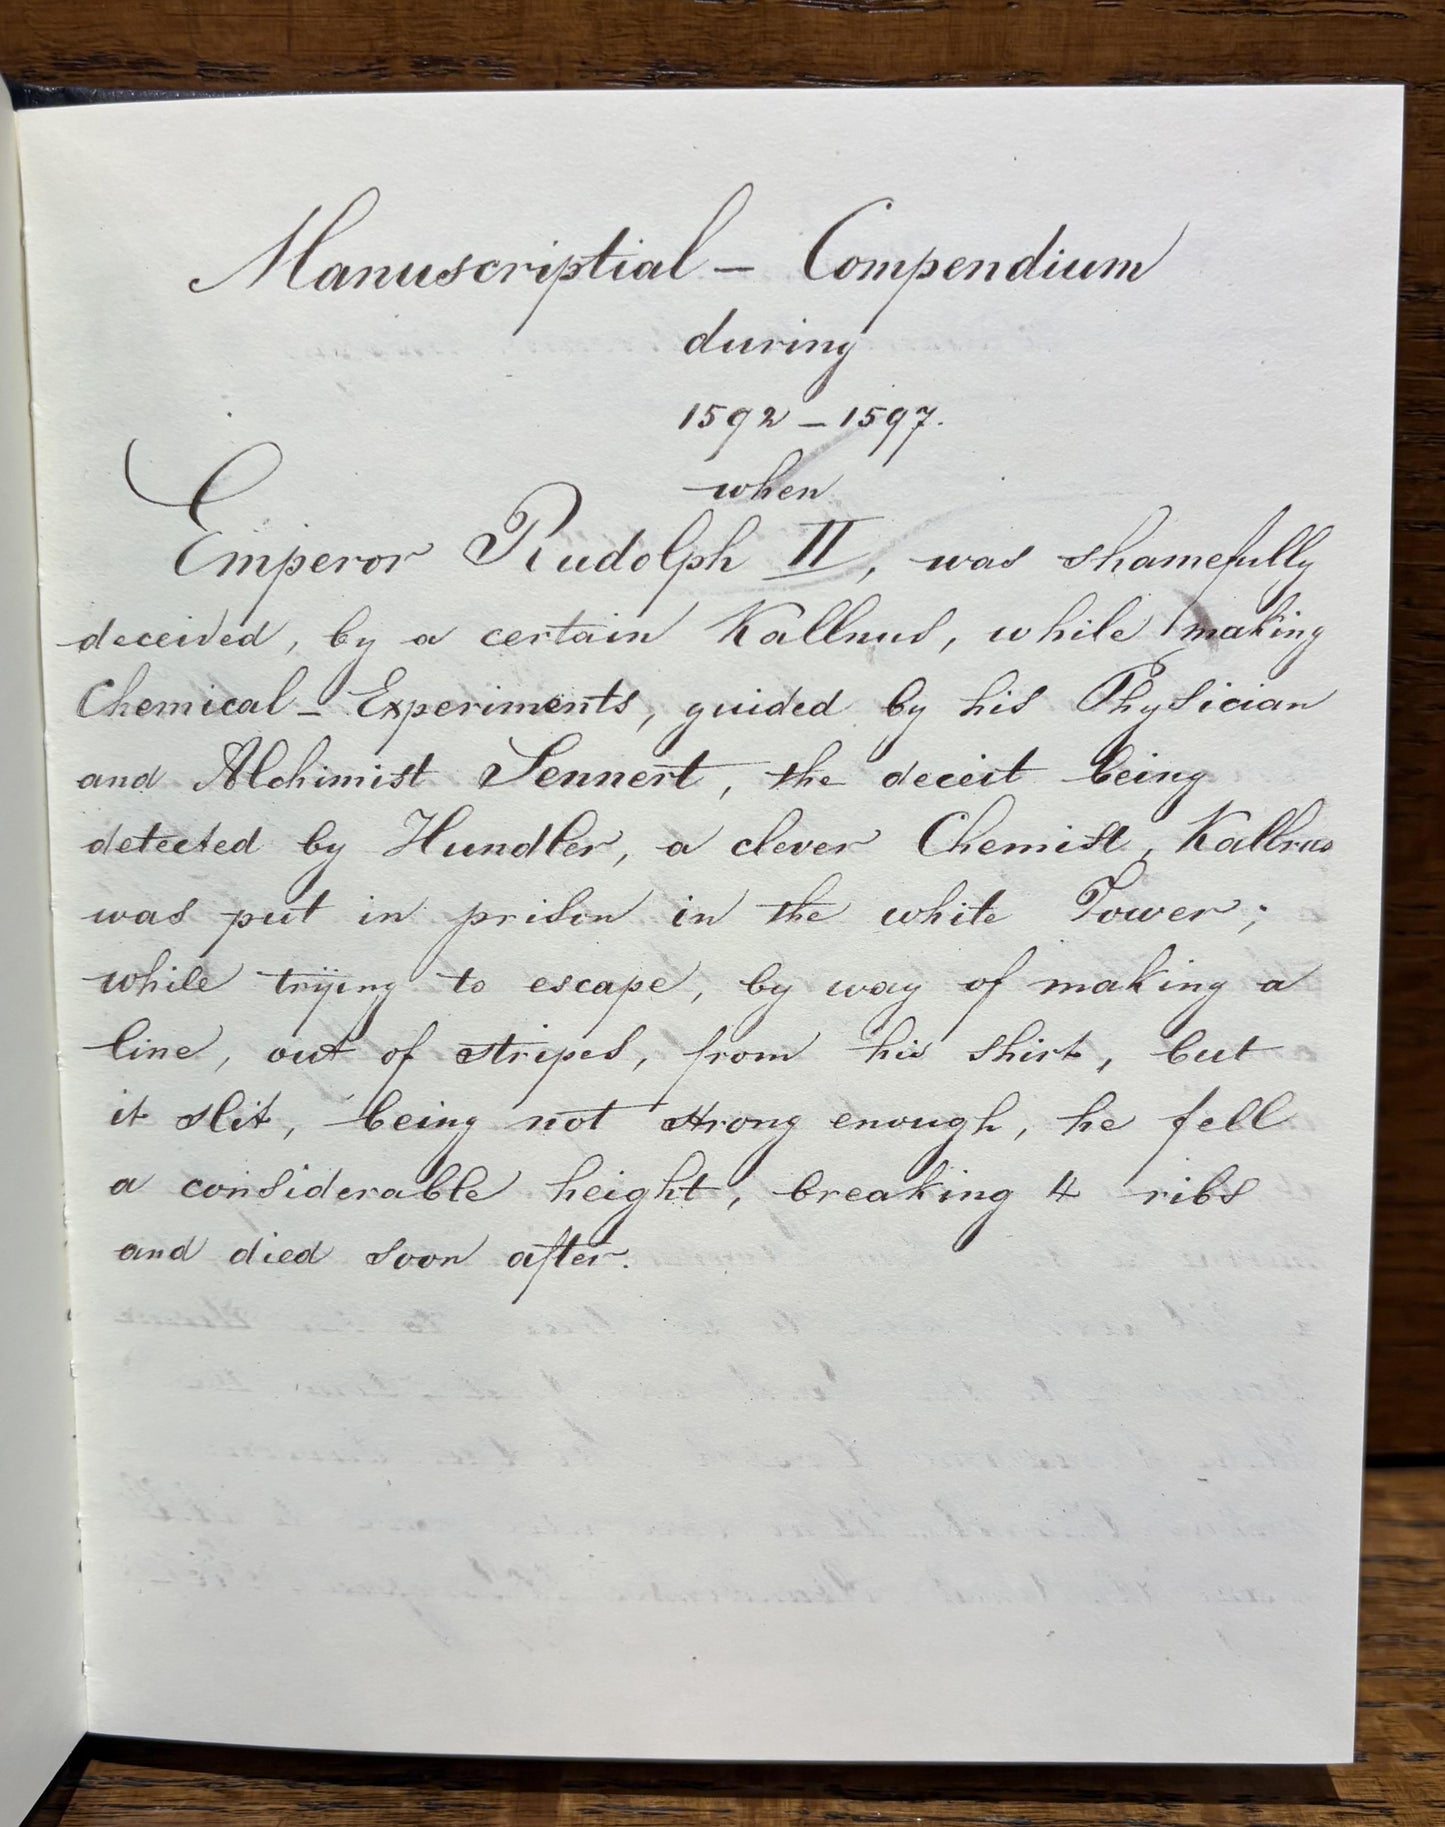 Manuscriptial - Compendium
during
1592 - 1597.
when
Emperor Rudolph II, was shamefully
deceived, by a certain Kallnus, while making
Chemical - Experiments, guided by his Physician
and Alchimist Sennert, the deceit being
detected by Hundler, a clever Chemist, Kallnus
was put in prison in the white Tower;
while trÿing to escape, by way of making a
line, out of stripes, from his shirt, but
it slit, being not strong enough, he fell
a considerable height, breaking 4 ribs
and died soon after.